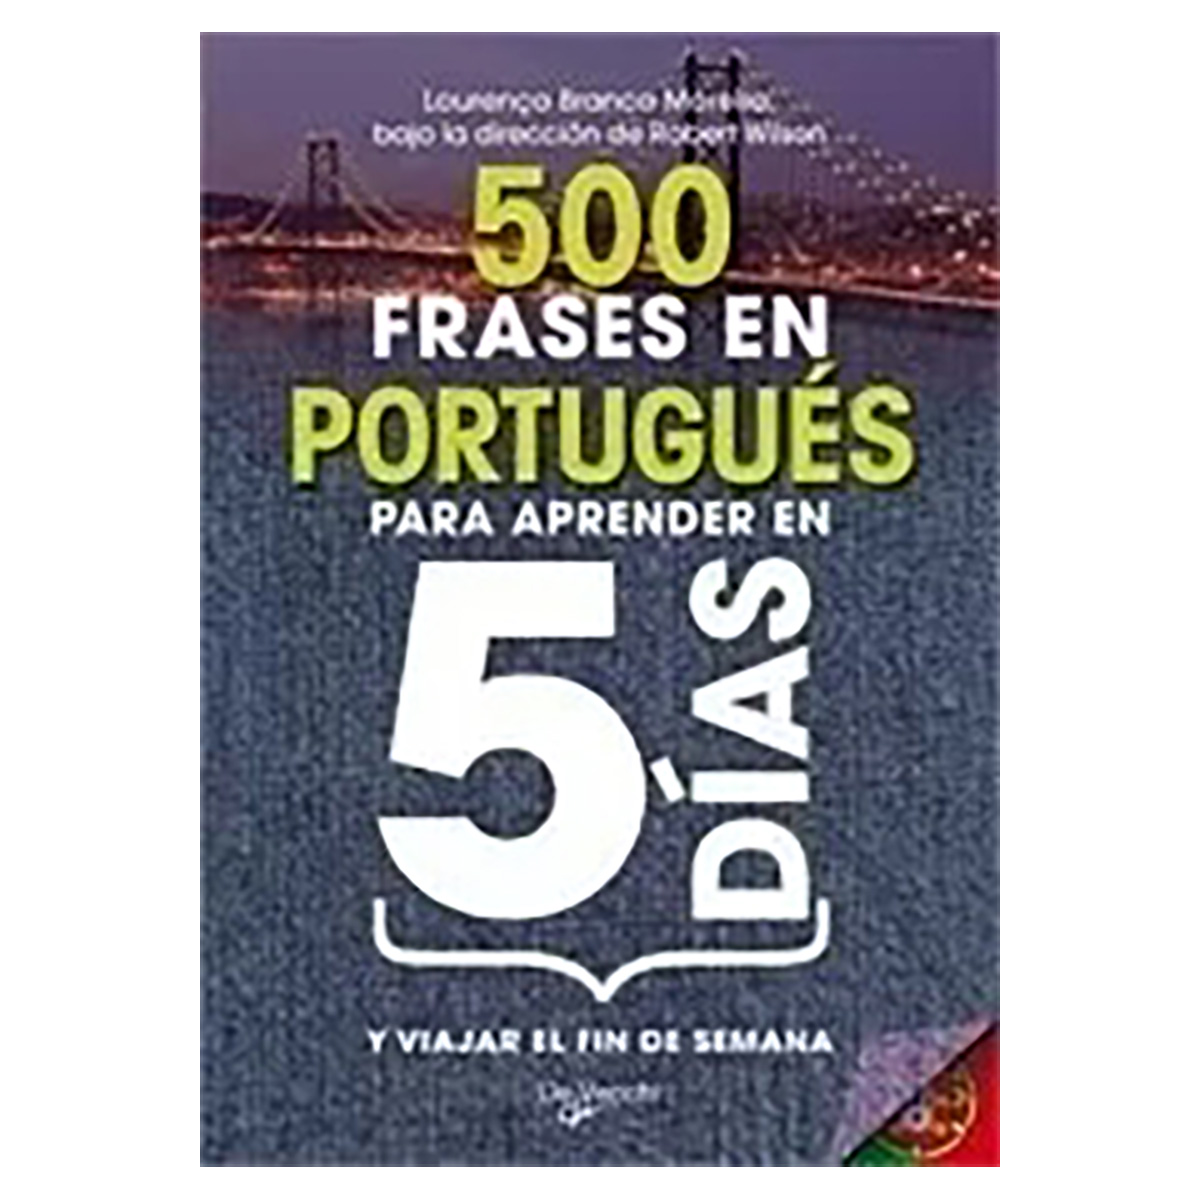 Lourenço Branco Morello,
bajo la dirección de Robert Wilson
500
FRASES EN
PORTUGUÉS
PARA APRENDER EN
5 DÍAS
Y VIAJAR EL FIN DE SEMANA
De Vecchi